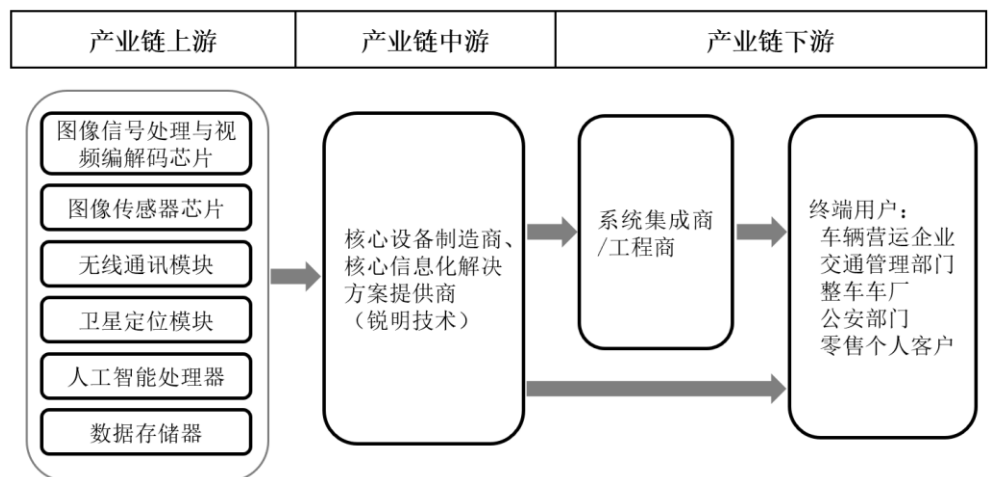 产业链上游
产业链中游
产业链下游
图像信号处理与视
频编解码芯片
图像传感器芯片
无线通讯模块
卫星定位模块
人工智能处理器
数据存储器
核心设备制造商、
核心信息化解决
方案提供商
（锐明技术）
系统集成商
/工程商
终端用户：
车辆营运企业
交通管理部门
整车车厂
公安部门
零售个人客户